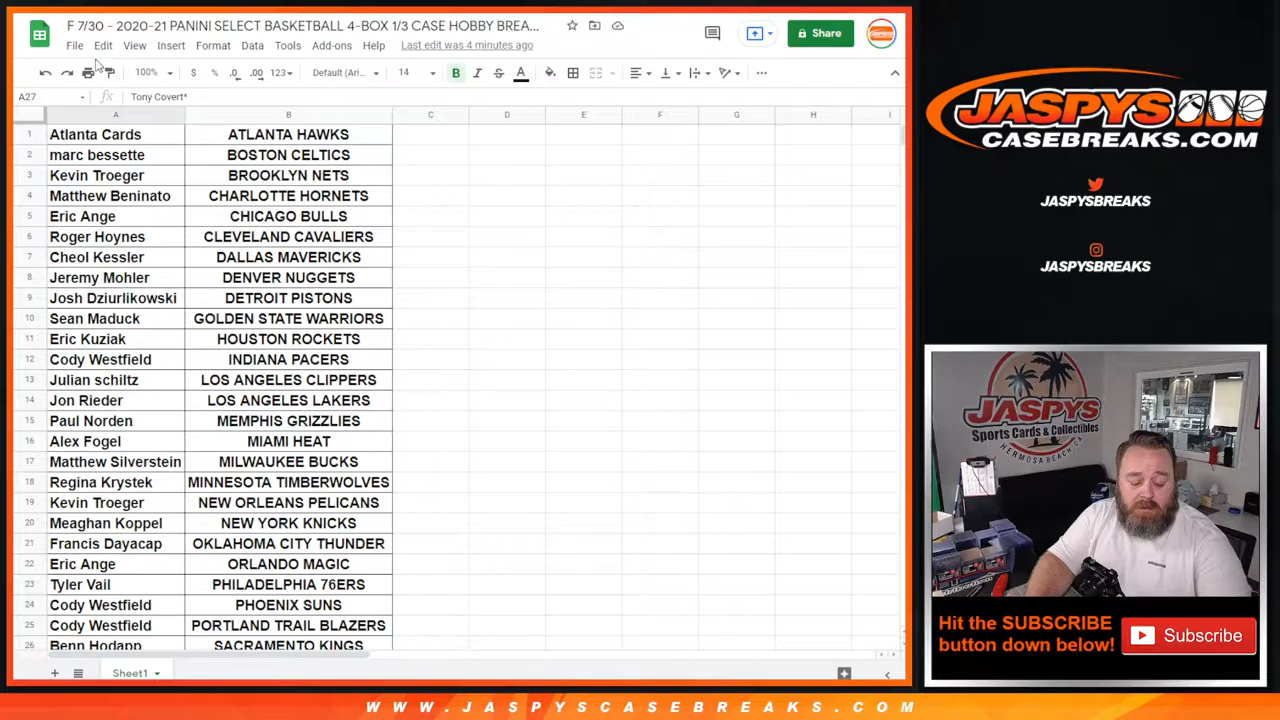 F 7/30 - 2020-21 PANINI SELECT BASKETBALL 4-BOX 1/3 CASE HOBBY BREA...
File Edit View Insert Format Data Tools Add-ons Help Last edit was 4 minutes ago
Share
100% $ % .0 .00 123 Default (Ari... 14 B I S A
A27 fx Tony Covert*
A B C D E F G H I
1 Atlanta Cards ATLANTA HAWKS
2 marc bessette BOSTON CELTICS
3 Kevin Troeger BROOKLYN NETS
4 Matthew Beninato CHARLOTTE HORNETS
5 Eric Ange CHICAGO BULLS
6 Roger Hoynes CLEVELAND CAVALIERS
7 Cheol Kessler DALLAS MAVERICKS
8 Jeremy Mohler DENVER NUGGETS
9 Josh Dziurlikowski DETROIT PISTONS
10 Sean Maduck GOLDEN STATE WARRIORS
11 Eric Kuziak HOUSTON ROCKETS
12 Cody Westfield INDIANA PACERS
13 Julian schiltz LOS ANGELES CLIPPERS
14 Jon Rieder LOS ANGELES LAKERS
15 Paul Norden MEMPHIS GRIZZLIES
16 Alex Fogel MIAMI HEAT
17 Matthew Silverstein MILWAUKEE BUCKS
18 Regina Krystek MINNESOTA TIMBERWOLVES
19 Kevin Troeger NEW ORLEANS PELICANS
20 Meaghan Koppel NEW YORK KNICKS
21 Francis Dayacap OKLAHOMA CITY THUNDER
22 Eric Ange ORLANDO MAGIC
23 Tyler Vail PHILADELPHIA 76ERS
24 Cody Westfield PHOENIX SUNS
25 Cody Westfield PORTLAND TRAIL BLAZERS
26 Benn Hodapp SACRAMENTO KINGS
Sheet1
JASPYS
CASEBREAKS.COM
JASPYSBREAKS
JASPYSBREAKS
JASPYS
Sports Cards & Collectibles
HERMOSA BEACH, CA
Hit the SUBSCRIBE
button down below!
Subscribe
WWW.JASPYSCASEBREAKS.COM